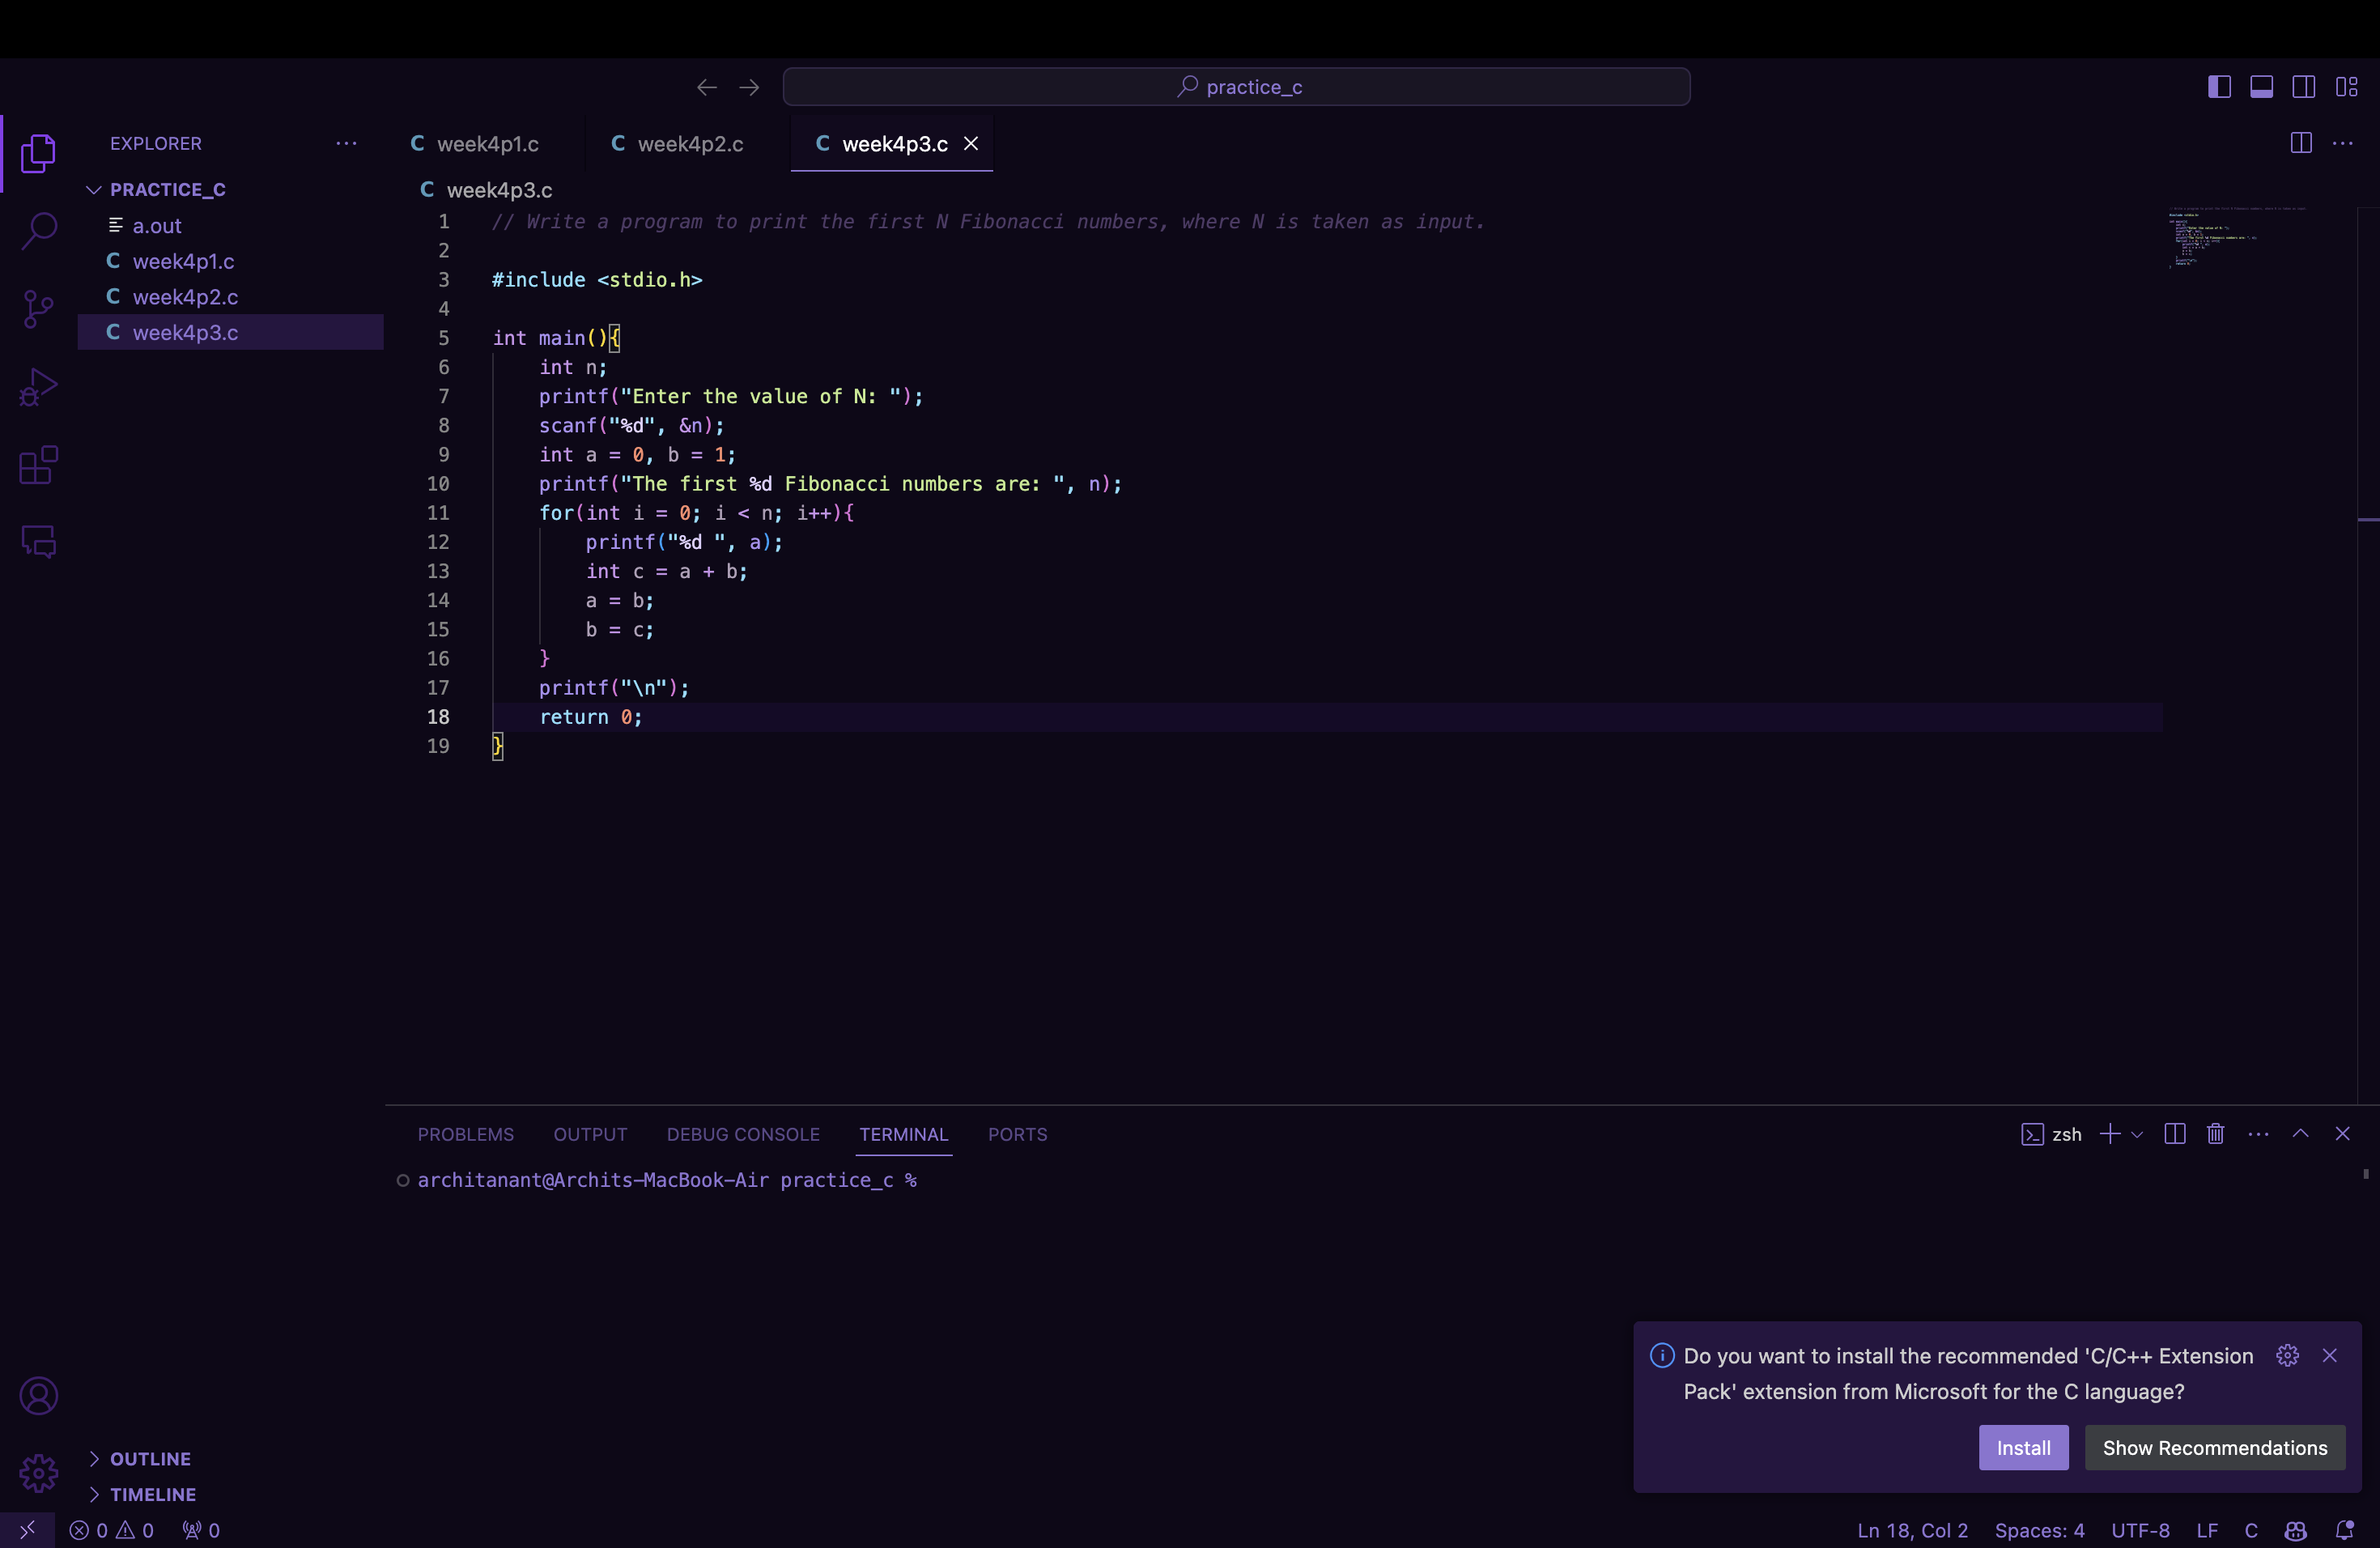 practice_c
EXPLORER
week4p1.c
week4p2.c
week4p3.c
PRACTICE_C
a.out
C week4p1.c
C week4p2.c
C week4p3.c
C week4p3.c
1 // Write a program to print the first N Fibonacci numbers, where N is taken as input.
2
3 #include <stdio.h>
4
5 int main(){
6     int n;
7     printf("Enter the value of N: ");
8     scanf("%d", &n);
9     int a = 0, b = 1;
10     printf("The first %d Fibonacci numbers are: ", n);
11     for(int i = 0; i < n; i++){
12         printf("%d ", a);
13         int c = a + b;
14         a = b;
15         b = c;
16     }
17     printf("\n");
18     return 0;
19 }
PROBLEMS OUTPUT DEBUG CONSOLE TERMINAL PORTS
zsh
architanant@Archits-MacBook-Air practice_c %
Do you want to install the recommended 'C/C++ Extension
Pack' extension from Microsoft for the C language?
Install
Show Recommendations
OUTLINE
TIMELINE
0 0 0
Ln 18, Col 2 Spaces: 4 UTF-8 LF C